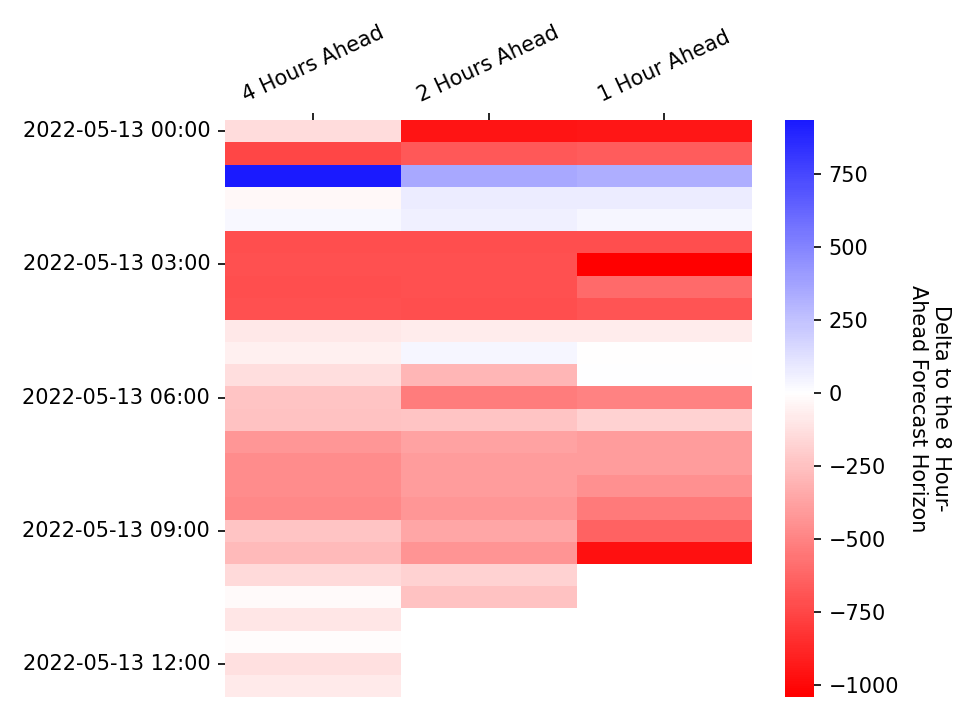 4 Hours Ahead
2 Hours Ahead
1 Hour Ahead
2022-05-13 00:00
2022-05-13 03:00
2022-05-13 06:00
2022-05-13 09:00
2022-05-13 12:00
750
500
250
0
−250
−500
−750
−1000
Delta to the 8 Hour-
Ahead Forecast Horizon